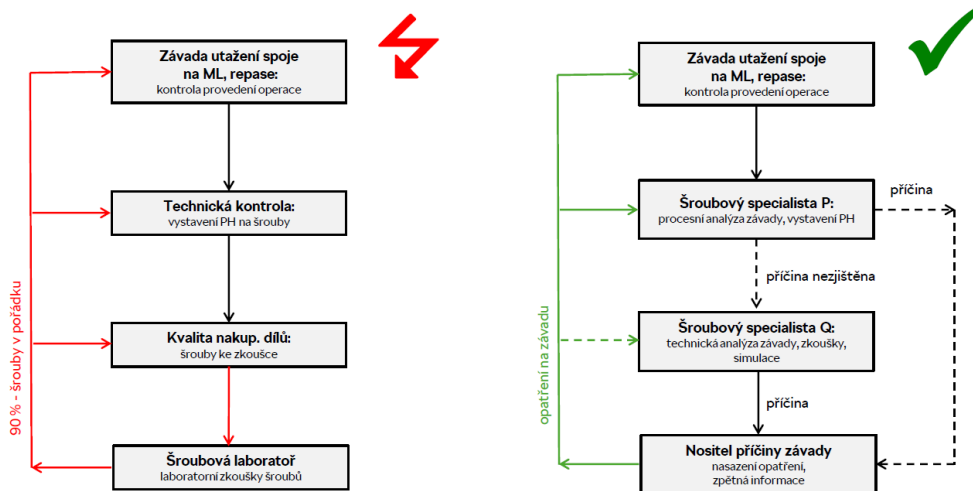 Závada utažení spoje
na ML, repase:
kontrola provedení operace
Technická kontrola:
vystavení PH na šrouby
Kvalita nakup. dílů:
šrouby ke zkoušce
Šroubová laboratoř
laboratorní zkoušky šroubů
90 % - šrouby v pořádku
Závada utažení spoje
na ML, repase:
kontrola provedení operace
příčina
Šroubový specialista P:
procesní analýza závady, vystavení PH
příčina nezjištěna
Šroubový specialista Q:
technická analýza závady, zkoušky,
simulace
příčina
Nositel příčiny závady
nasazení opatření,
zpětná informace
opatření na závadu